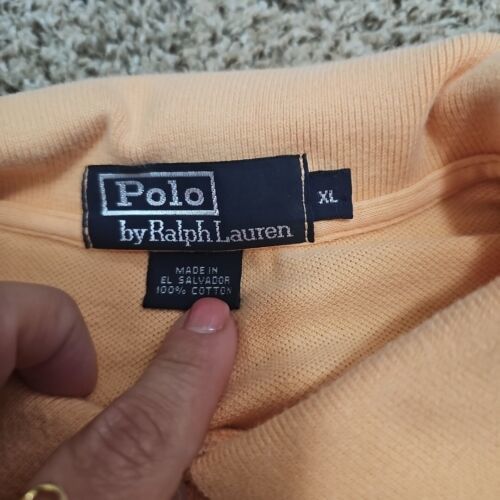 Polo
by Ralph Lauren
XL
MADE IN
EL SALVADOR
100% COTTON